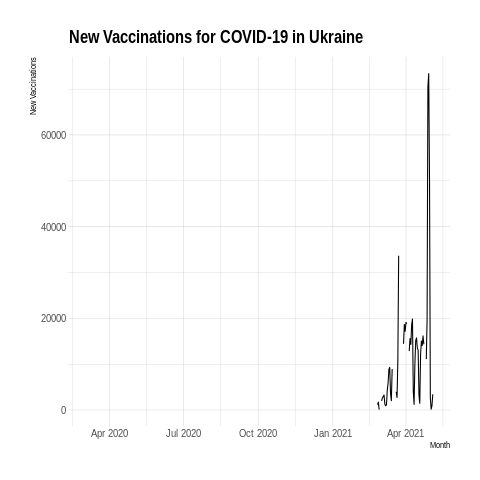 New Vaccinations for COVID-19 in Ukraine
New Vaccinations
60000
40000
20000
0
Apr 2020 Jul 2020 Oct 2020 Jan 2021 Apr 2021
Month